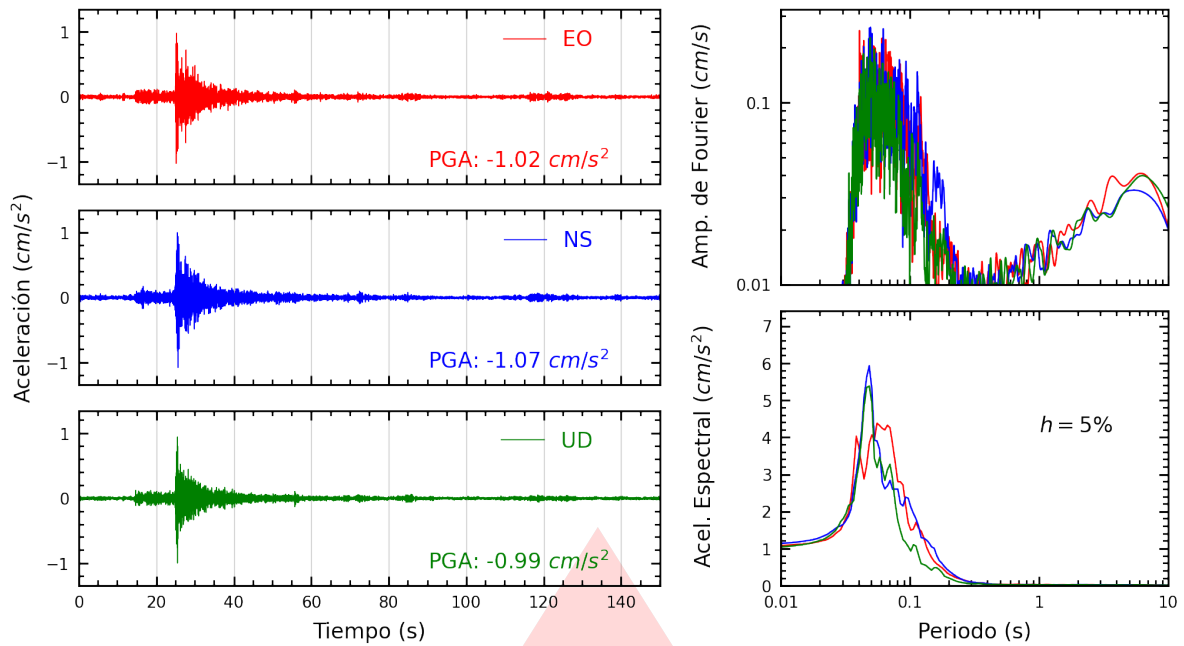 Aceleración (cm/s²)
1
0
−1
EO
PGA: -1.02 cm/s²
1
0
−1
NS
PGA: -1.07 cm/s²
1
0
−1
UD
PGA: -0.99 cm/s²
0 20 40 60 80 100 120 140
Tiempo (s)
Amp. de Fourier (cm/s)
0.1
0.01
Acel. Espectral (cm/s²)
7
6
5
4
3
2
1
0
h = 5%
0.01 0.1 1 10
Periodo (s)